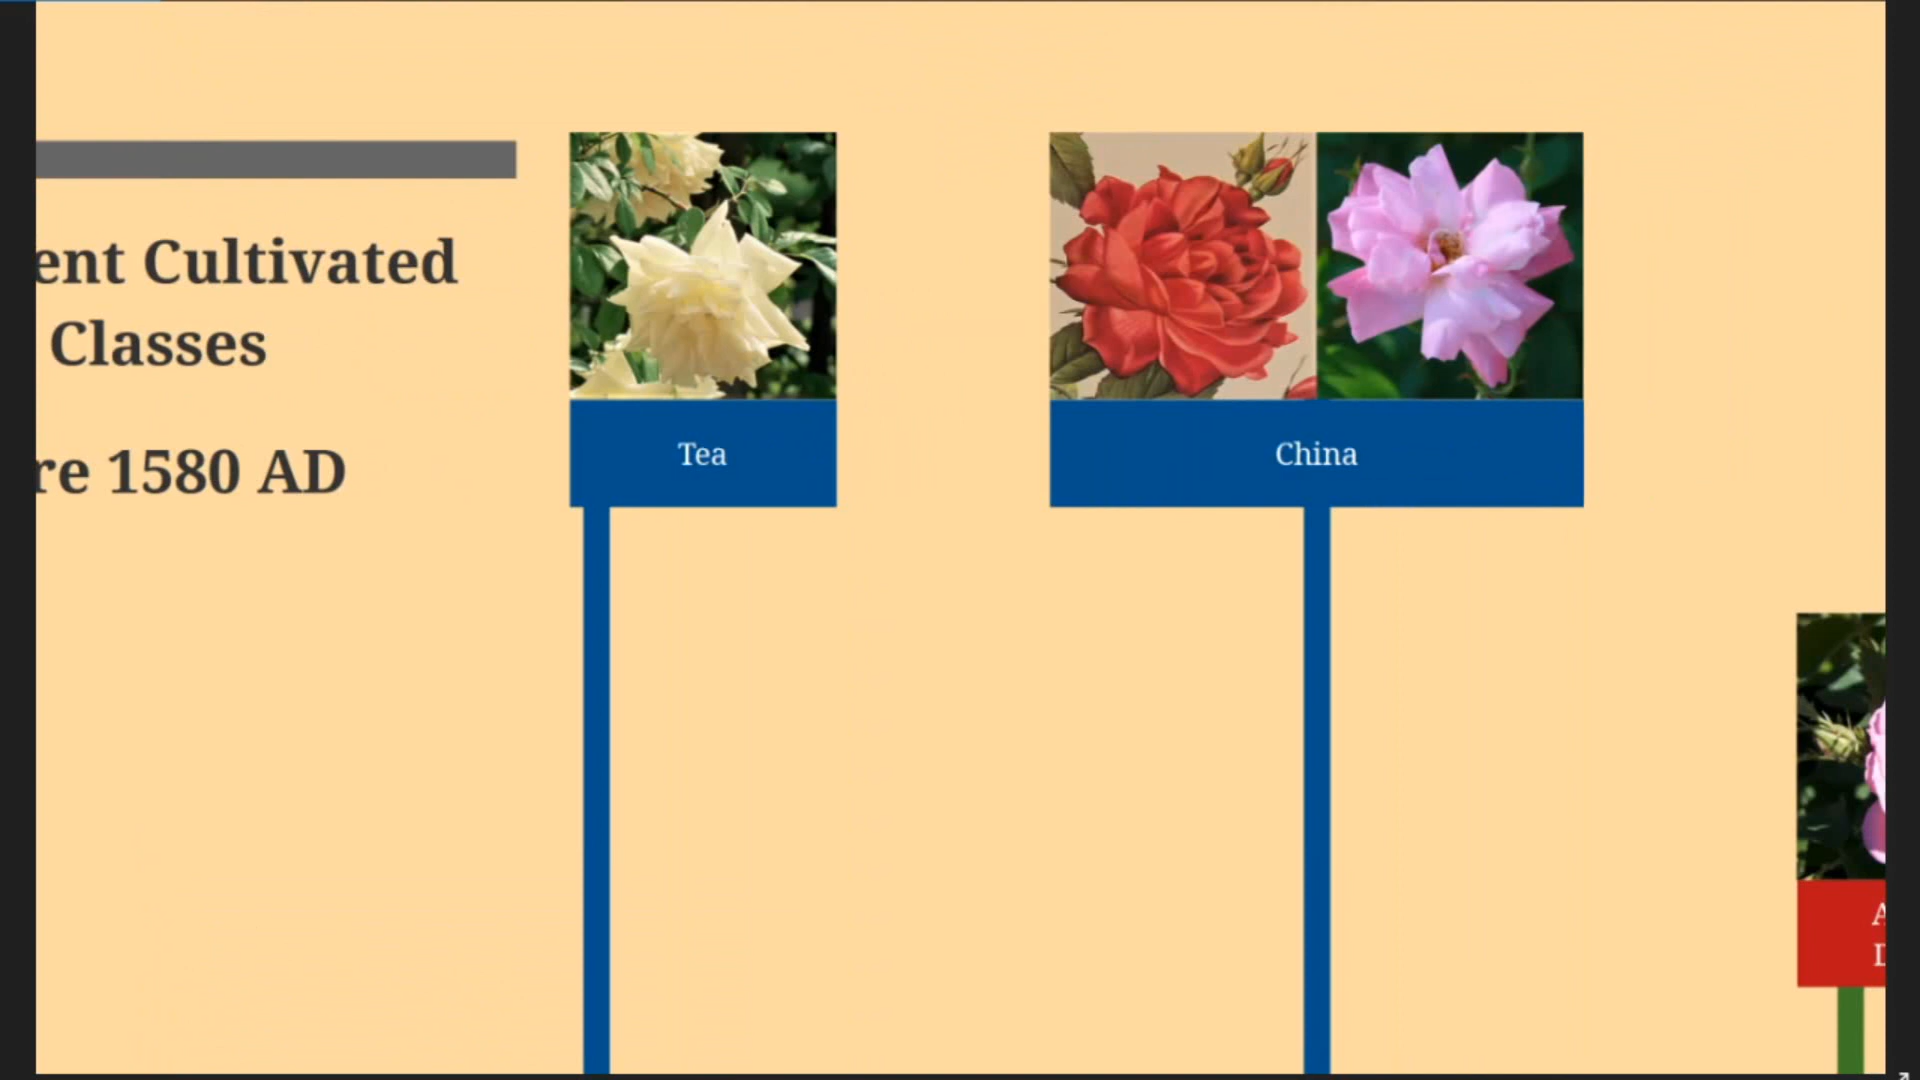 ent Cultivated
Classes
re 1580 AD
Tea
China
A
D